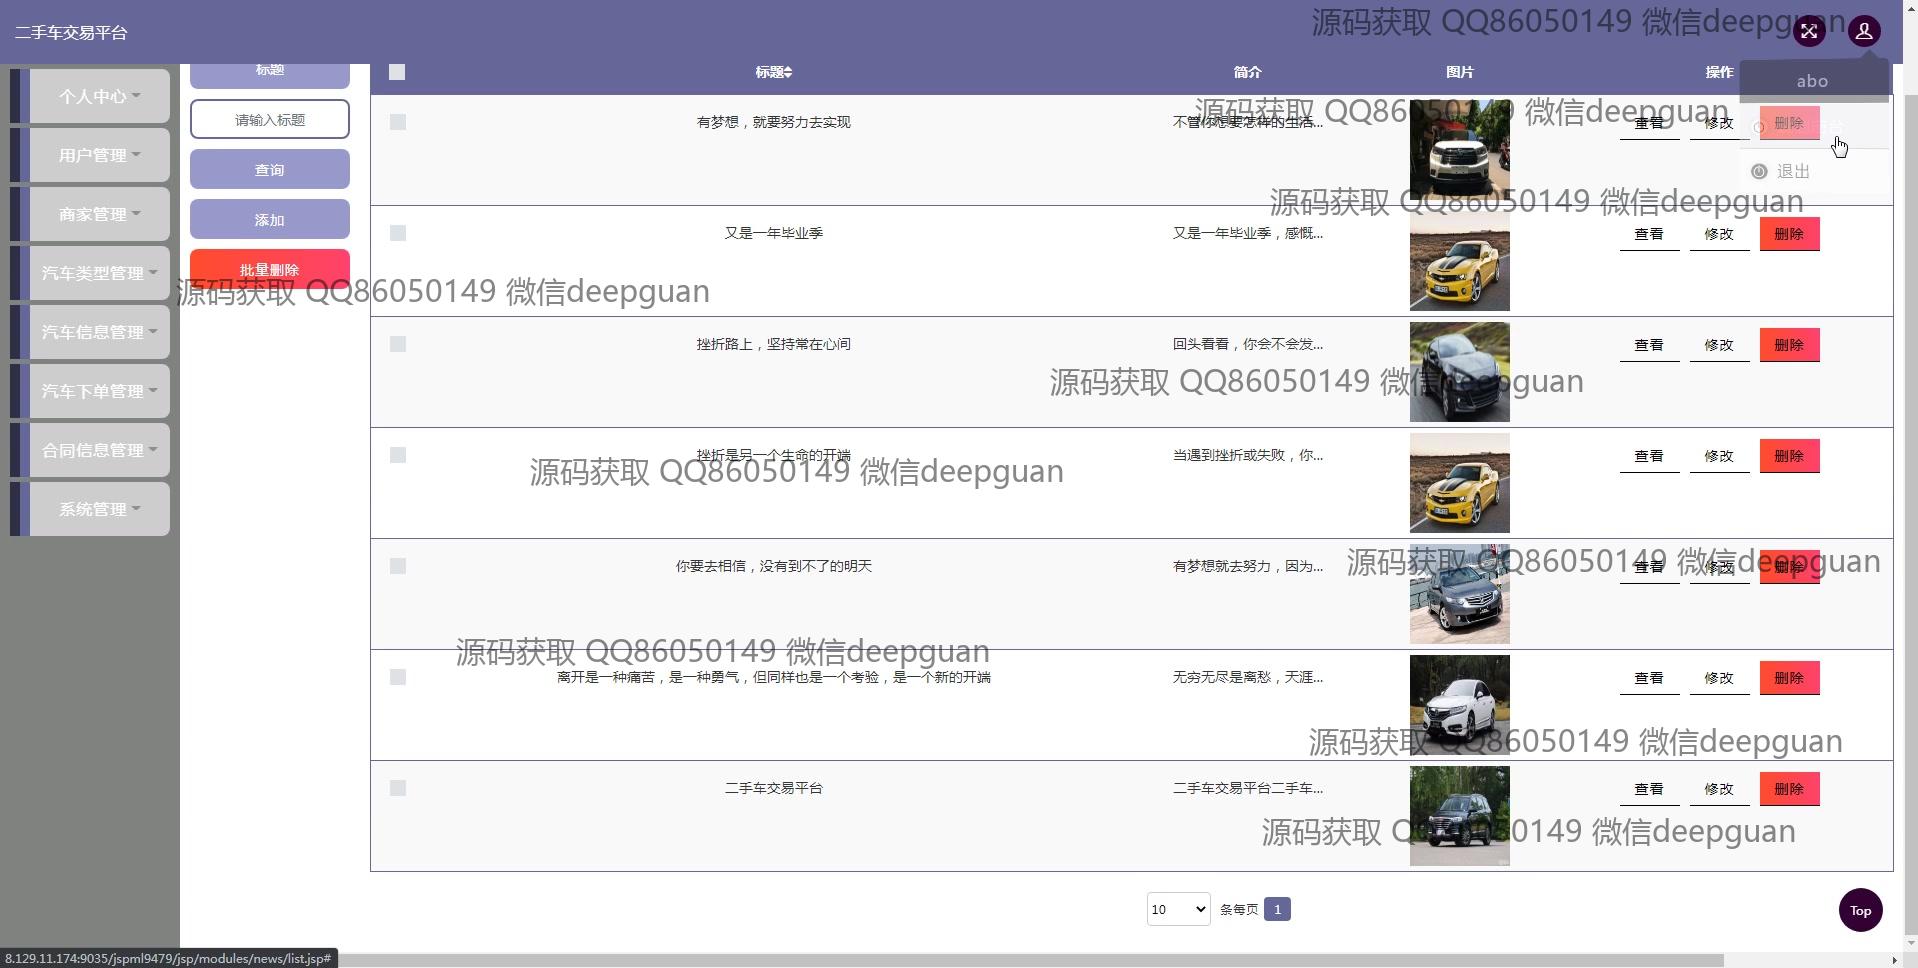 二手车交易平台
源码获取 QQ86050149 微信deepguan
abo
退出
个人中心
用户管理
商家管理
汽车类型管理
汽车信息管理
汽车下单管理
合同信息管理
系统管理
标题
请输入标题
查询
添加
批量删除
源码获取 QQ86050149 微信deepguan
标题 简介 图片 操作
源码获取 QQ86050149 微信deepguan
有梦想，就要努力去实现 不管你想要怎样的生活... 查看 修改 删除
源码获取 QQ86050149 微信deepguan
又是一年毕业季 又是一年毕业季，感慨... 查看 修改 删除
挫折路上，坚持常在心间 回头看看，你会不会发... 查看 修改 删除
源码获取 QQ86050149 微信deepguan
挫折是另一个生命的开端 当遇到挫折或失败，你... 查看 修改 删除
源码获取 QQ86050149 微信deepguan
你要去相信，没有到不了的明天 有梦想就去努力，因为... 查看 修改 删除
源码获取 QQ86050149 微信deepguan
源码获取 QQ86050149 微信deepguan
离开是一种痛苦，是一种勇气，但同样也是一个考验，是一个新的开端 无穷无尽是离愁，天涯... 查看 修改 删除
源码获取 QQ86050149 微信deepguan
二手车交易平台 二手车交易平台二手车... 查看 修改 删除
源码获取 QQ86050149 微信deepguan
10 条每页 1
Top
8.129.11.174:9035/jspml9479/jsp/modules/news/list.jsp#